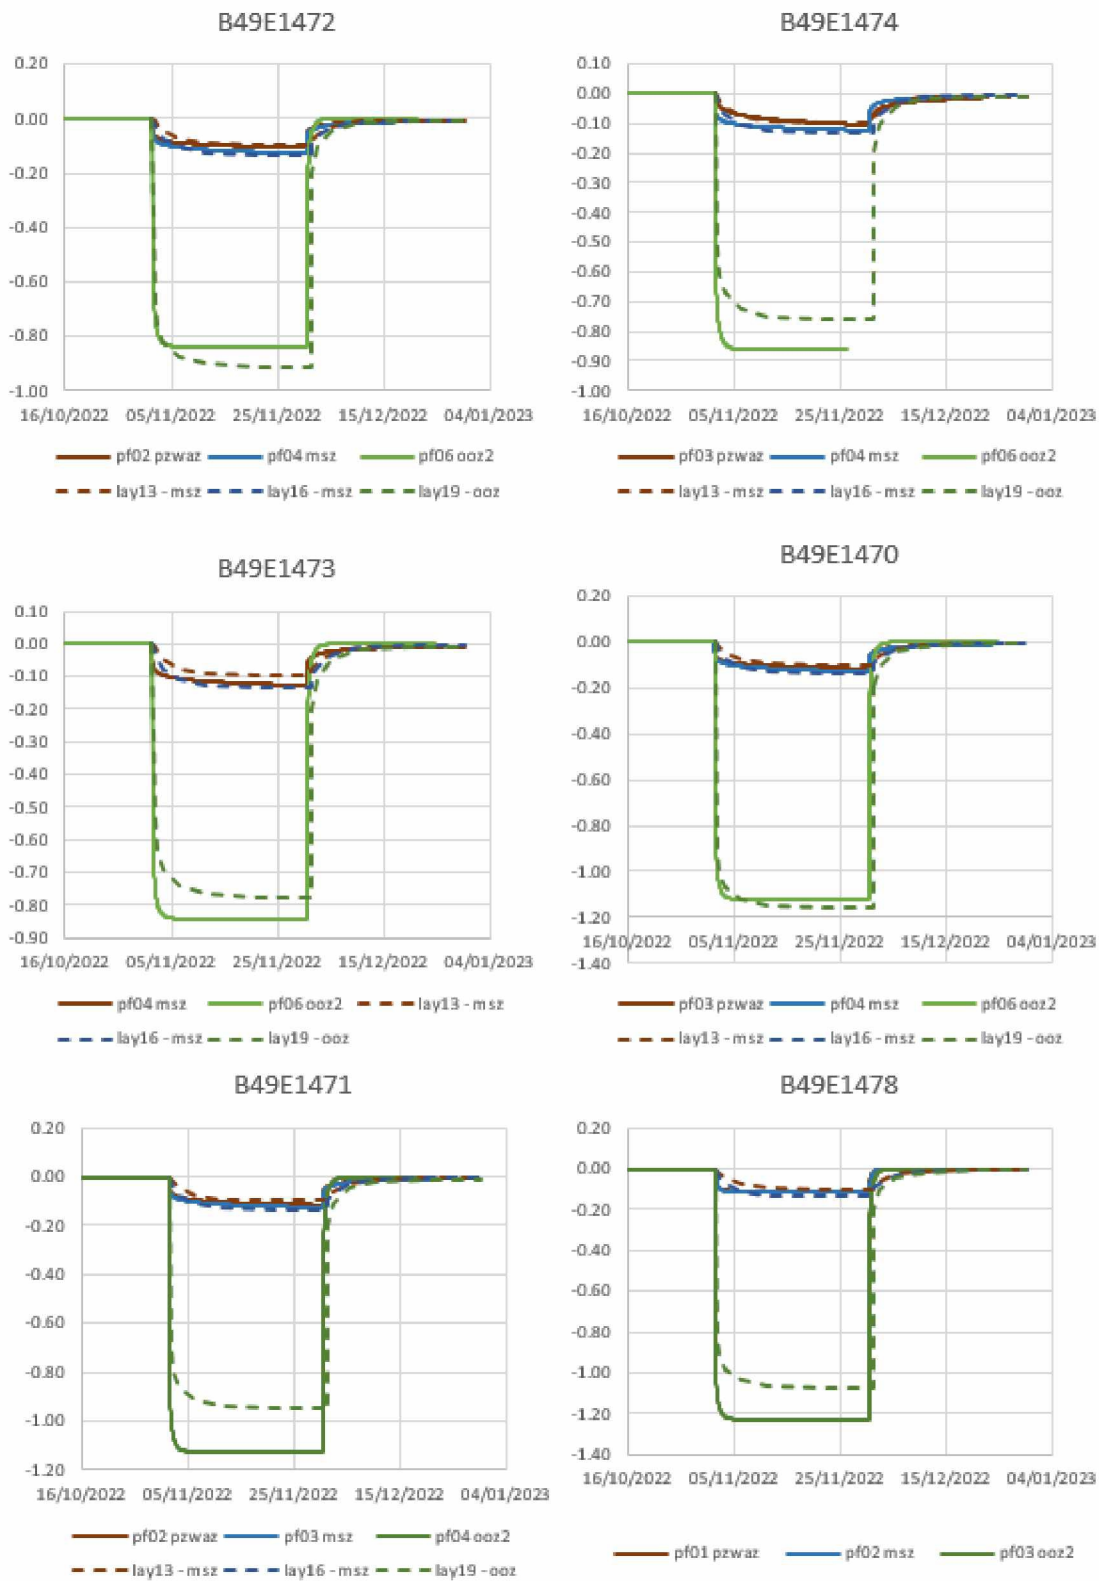 B49E1472
0.20
0.00
-0.20
-0.40
-0.60
-0.80
-1.00
16/10/2022 05/11/2022 25/11/2022 15/12/2022 04/01/2023
pf02 pzwaz pf04 msz pf06 ooz2
lay13 - msz lay16 - msz lay19 - ooz
B49E1474
0.10
0.00
-0.10
-0.20
-0.30
-0.40
-0.50
-0.60
-0.70
-0.80
-0.90
-1.00
16/10/2022 05/11/2022 25/11/2022 15/12/2022 04/01/2023
pf03 pzwaz pf04 msz pf06 ooz2
lay13 - msz lay16 - msz lay19 - ooz
B49E1473
0.10
0.00
-0.10
-0.20
-0.30
-0.40
-0.50
-0.60
-0.70
-0.80
-0.90
16/10/2022 05/11/2022 25/11/2022 15/12/2022 04/01/2023
pf04 msz pf06 ooz2 lay13 - msz
lay16 - msz lay19 - ooz
B49E1470
0.20
0.00
-0.20
-0.40
-0.60
-0.80
-1.00
-1.20
-1.40
16/10/2022 05/11/2022 25/11/2022 15/12/2022 04/01/2023
pf03 pzwaz pf04 msz pf06 ooz2
lay13 - msz lay16 - msz lay19 - ooz
B49E1471
0.20
0.00
-0.20
-0.40
-0.60
-0.80
-1.00
-1.20
16/10/2022 05/11/2022 25/11/2022 15/12/2022 04/01/2023
pf02 pzwaz pf03 msz pf04 ooz2
lay13 - msz lay16 - msz lay19 - ooz
B49E1478
0.20
0.00
-0.20
-0.40
-0.60
-0.80
-1.00
-1.20
-1.40
16/10/2022 05/11/2022 25/11/2022 15/12/2022 04/01/2023
pf01 pzwaz pf02 msz pf03 ooz2